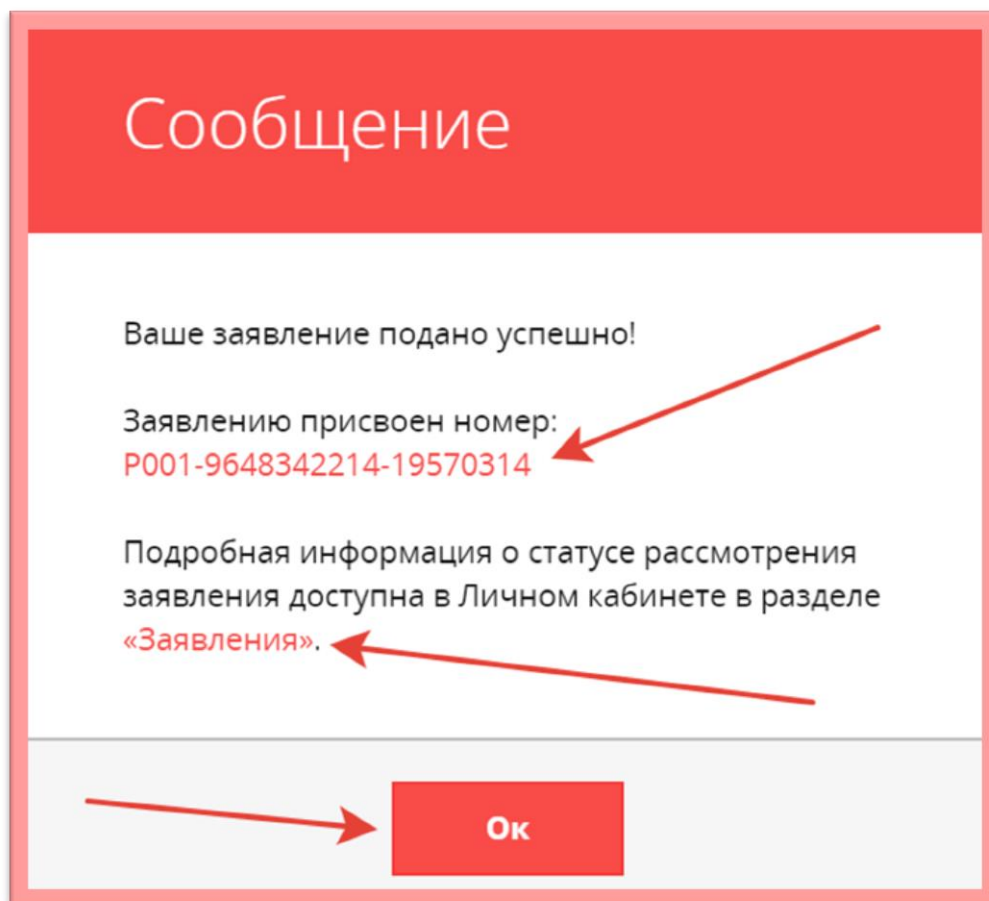 Сообщение
Ваше заявление подано успешно!
Заявлению присвоен номер:
P001-9648342214-19570314
Подробная информация о статусе рассмотрения
заявления доступна в Личном кабинете в разделе
«Заявления».
Ок